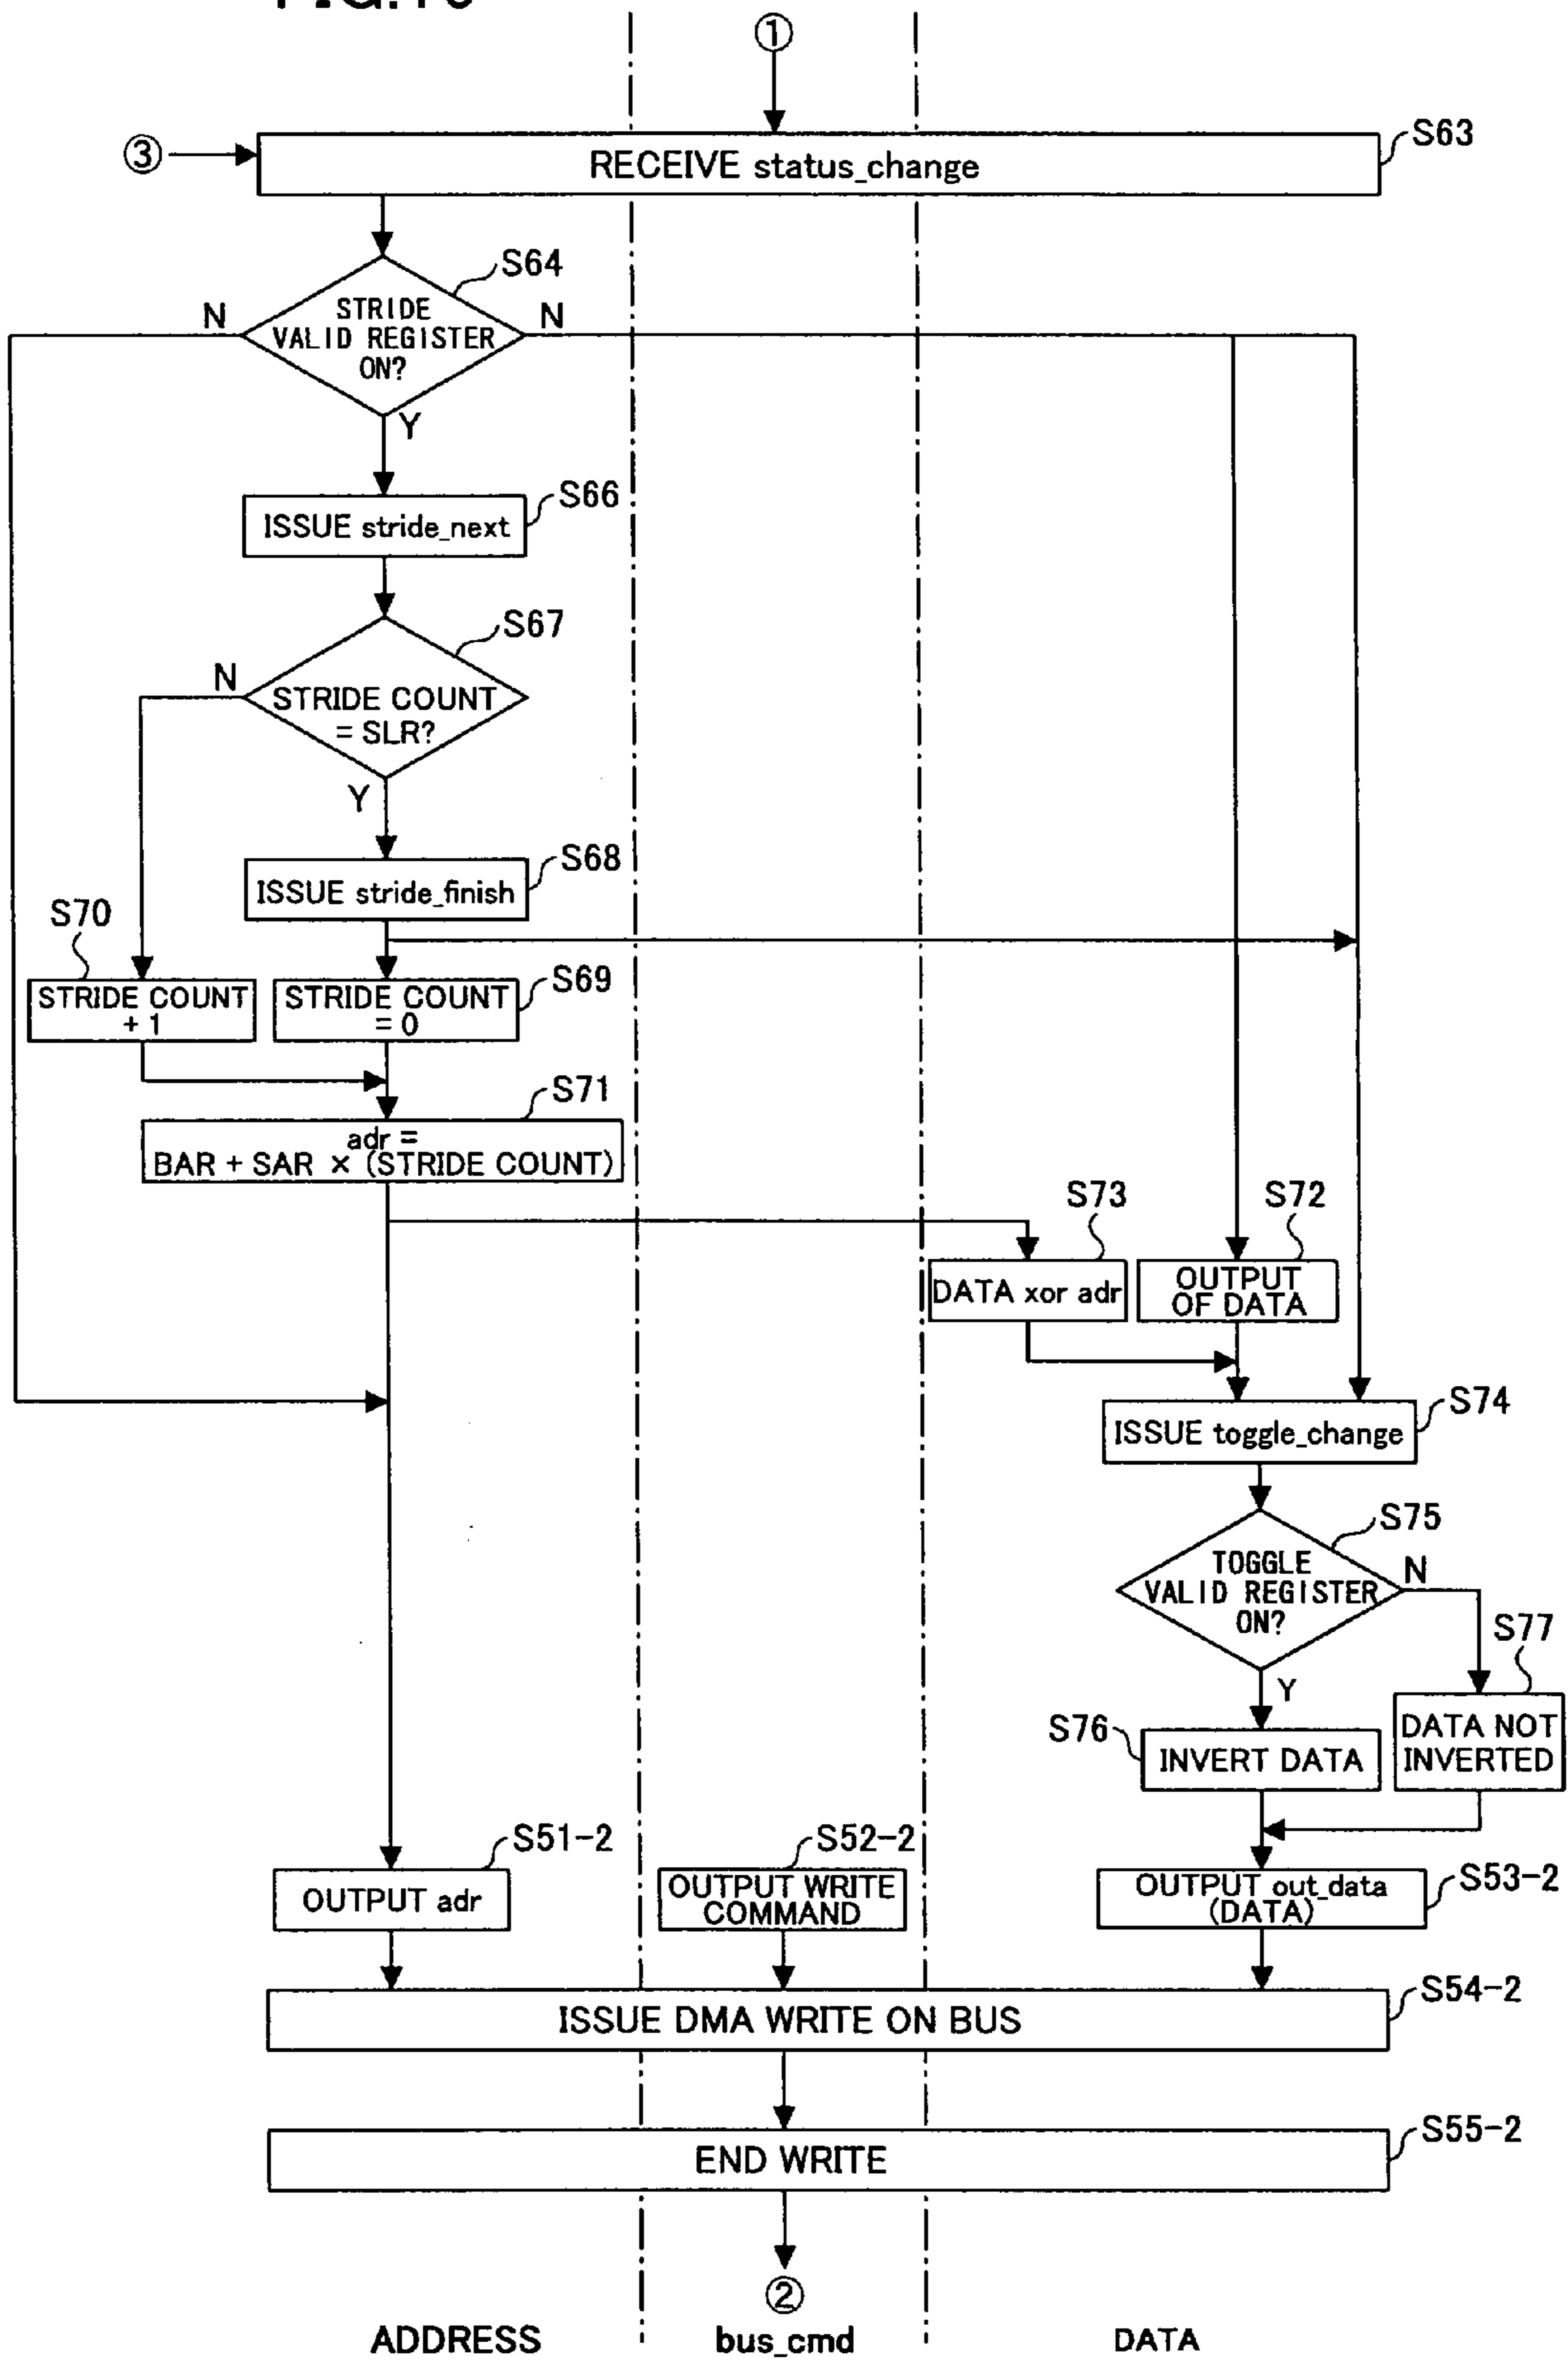 ①
③
S63
RECEIVE status_change
S64
N
STRIDE
VALID REGISTER
ON?
N
Y
S66
ISSUE stride_next
S67
N
STRIDE COUNT
= SLR?
Y
S68
ISSUE stride_finish
S70
STRIDE COUNT
+ 1
S69
STRIDE COUNT
= 0
S71
adr =
BAR + SAR × (STRIDE COUNT)
S73
DATA xor adr
S72
OUTPUT
OF DATA
S74
ISSUE toggle_change
S75
TOGGLE
VALID REGISTER
ON?
N
Y
S77
DATA NOT
INVERTED
S76
INVERT DATA
S51-2
OUTPUT adr
S52-2
OUTPUT WRITE
COMMAND
S53-2
OUTPUT out_data
(DATA)
S54-2
ISSUE DMA WRITE ON BUS
S55-2
END WRITE
②
ADDRESS
bus_cmd
DATA